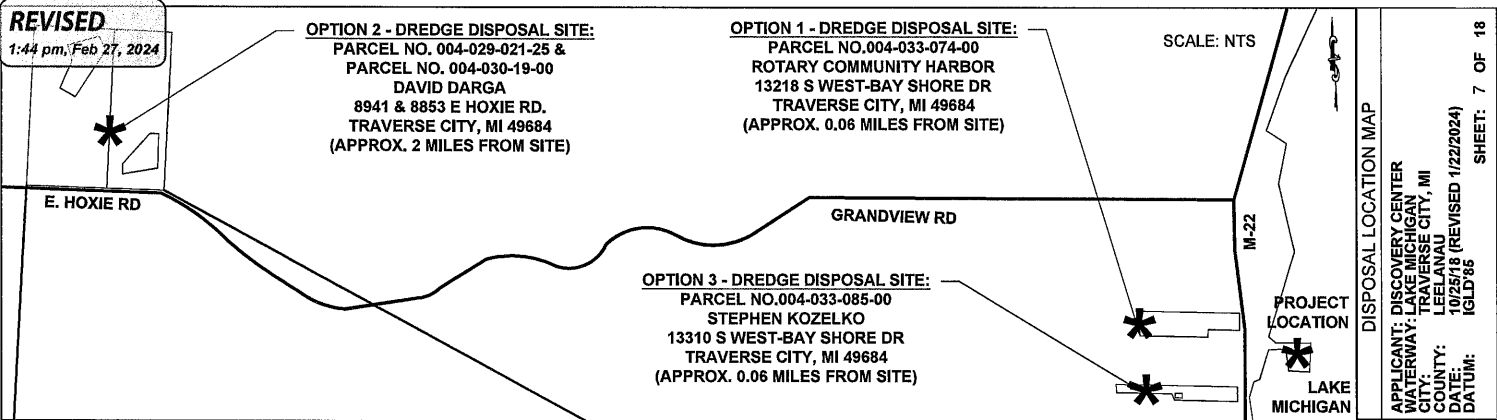 REVISED
1:44 pm, Feb 27, 2024
OPTION 2 - DREDGE DISPOSAL SITE:
PARCEL NO. 004-029-021-25 &
PARCEL NO. 004-030-19-00
DAVID DARGA
8941 & 8853 E HOXIE RD.
TRAVERSE CITY, MI 49684
(APPROX. 2 MILES FROM SITE)
OPTION 1 - DREDGE DISPOSAL SITE:
PARCEL NO.004-033-074-00
ROTARY COMMUNITY HARBOR
13218 S WEST-BAY SHORE DR
TRAVERSE CITY, MI 49684
(APPROX. 0.06 MILES FROM SITE)
SCALE: NTS
E. HOXIE RD
GRANDVIEW RD
M-22
OPTION 3 - DREDGE DISPOSAL SITE:
PARCEL NO.004-033-085-00
STEPHEN KOZELKO
13310 S WEST-BAY SHORE DR
TRAVERSE CITY, MI 49684
(APPROX. 0.06 MILES FROM SITE)
PROJECT
LOCATION
LAKE
MICHIGAN
DISPOSAL LOCATION MAP
APPLICANT: DISCOVERY CENTER
WATERWAY: LAKE MICHIGAN
CITY: TRAVERSE CITY, MI
COUNTY: LEELANAU
DATE: 10/25/18 (REVISED 1/22/2024)
DATUM: IGLD'85
SHEET: 7 OF 18